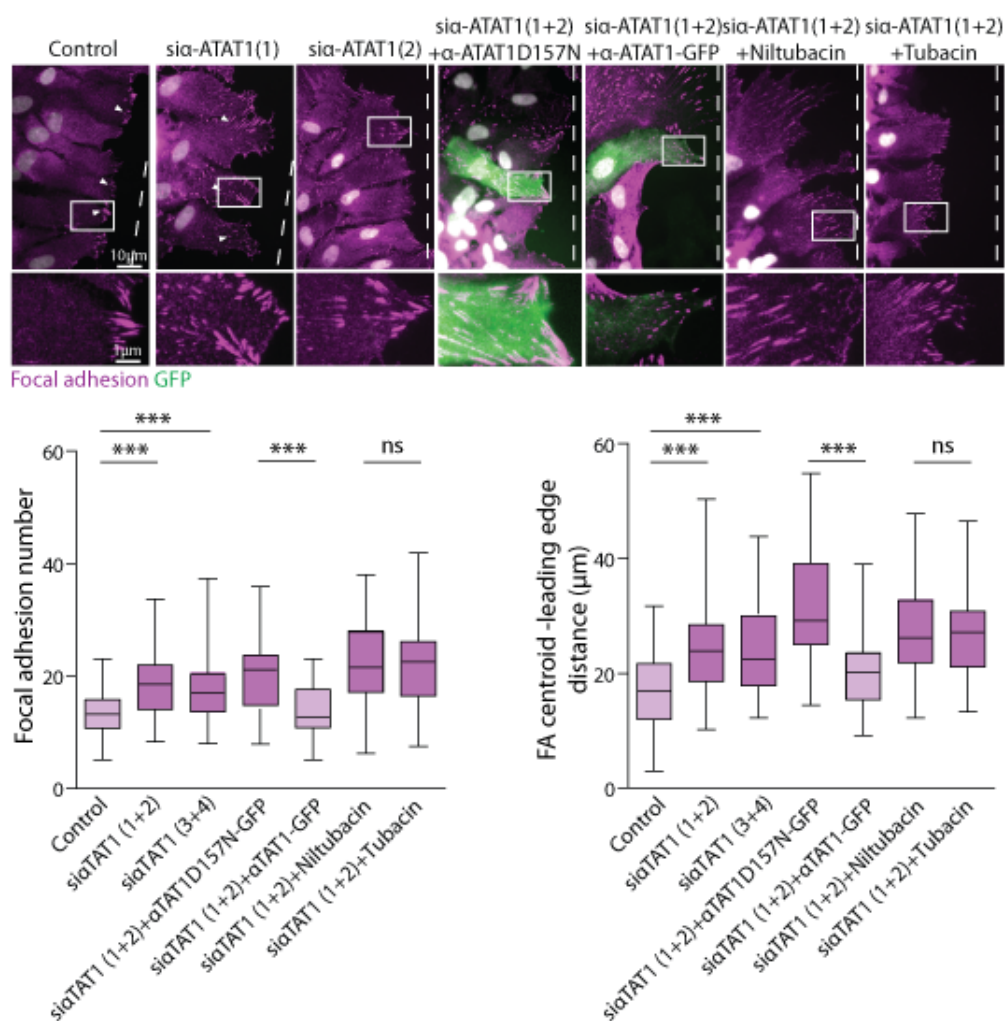 Control
siα-ATAT1(1)
siα-ATAT1(2)
siα-ATAT1(1+2)
+α-ATAT1D157N
siα-ATAT1(1+2)
+α-ATAT1-GFP
siα-ATAT1(1+2)
+Niltubacin
siα-ATAT1(1+2)
+Tubacin
10μm
1μm
Focal adhesion GFP
Focal adhesion number
60
40
20
0
***
***
***
ns
Control
siαTAT1 (1+2)
siαTAT1 (3+4)
siαTAT1 (1+2)+αTAT1D157N-GFP
siαTAT1 (1+2)+αTAT1-GFP
siαTAT1 (1+2)+Niltubacin
siαTAT1 (1+2)+Tubacin
FA centroid -leading edge
distance (μm)
60
40
20
0
***
***
***
ns
Control
siαTAT1 (1+2)
siαTAT1 (3+4)
siαTAT1 (1+2)+αTAT1D157N-GFP
siαTAT1 (1+2)+αTAT1-GFP
siαTAT1 (1+2)+Niltubacin
siαTAT1 (1+2)+Tubacin